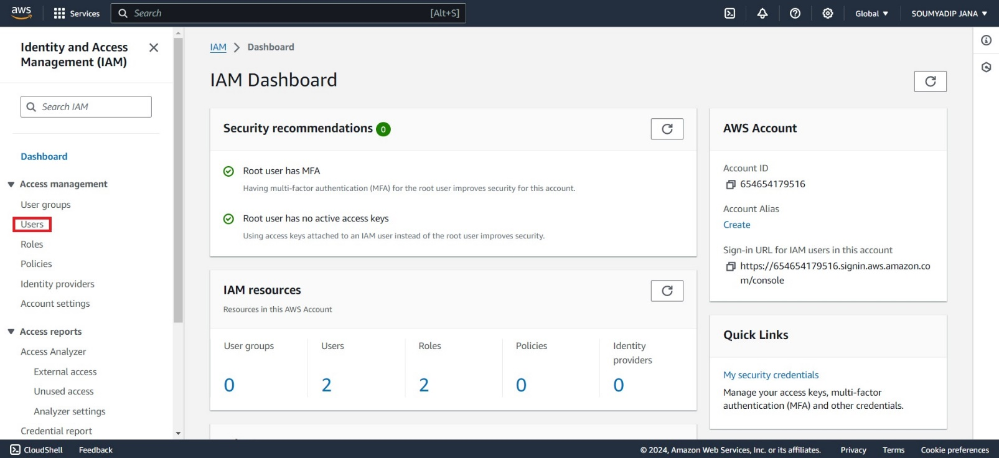 aws
Services
Search [Alt+S]
Global
SOUMYADIP JANA
Identity and Access
Management (IAM)
Search IAM
Dashboard
Access management
User groups
Users
Roles
Policies
Identity providers
Account settings
Access reports
Access Analyzer
External access
Unused access
Analyzer settings
Credential report
IAM > Dashboard
IAM Dashboard
Security recommendations 0
Root user has MFA
Having multi-factor authentication (MFA) for the root user improves security for this account.
Root user has no active access keys
Using access keys attached to an IAM user instead of the root user improves security.
IAM resources
Resources in this AWS Account
User groups
0
Users
2
Roles
2
Policies
0
Identity
providers
0
AWS Account
Account ID
654654179516
Account Alias
Create
Sign-in URL for IAM users in this account
https://654654179516.signin.aws.amazon.co
m/console
Quick Links
My security credentials
Manage your access keys, multi-factor
authentication (MFA) and other credentials.
CloudShell
Feedback
© 2024, Amazon Web Services, Inc. or its affiliates.
Privacy
Terms
Cookie preferences